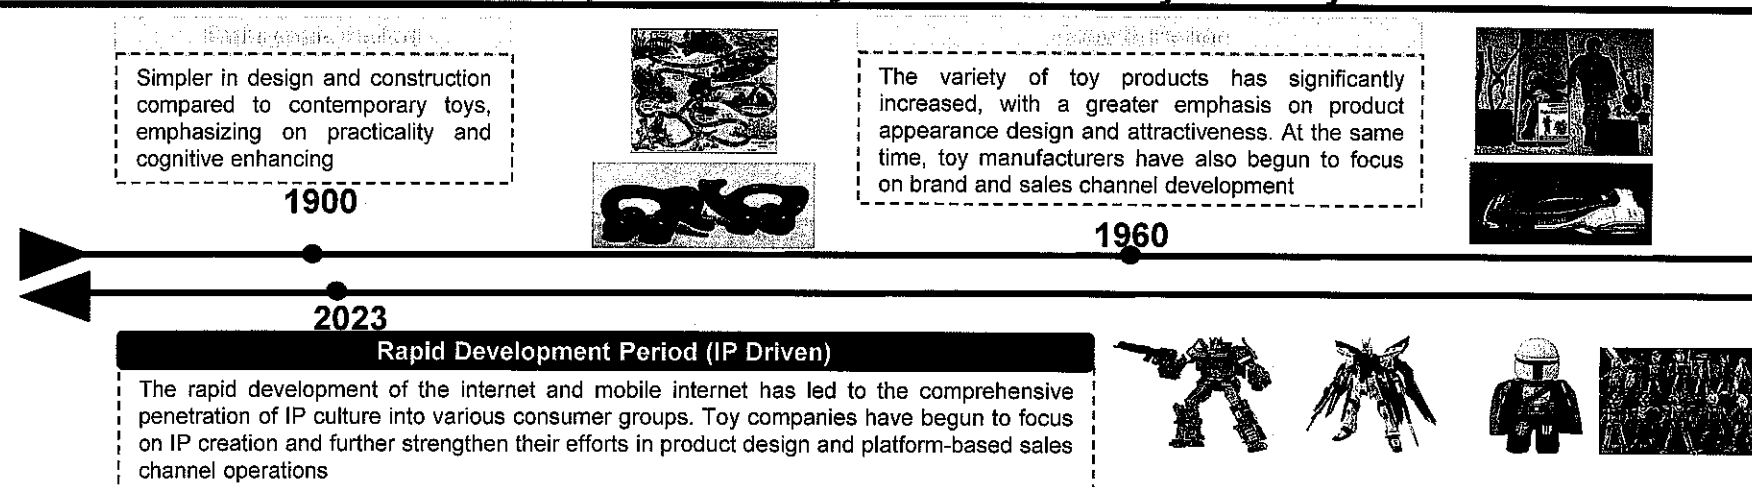 Simpler in design and construction
compared to contemporary toys,
emphasizing on practicality and
cognitive enhancing
1900
The variety of toy products has significantly
increased, with a greater emphasis on product
appearance design and attractiveness. At the same
time, toy manufacturers have also begun to focus
on brand and sales channel development
1960
2023
Rapid Development Period (IP Driven)
The rapid development of the internet and mobile internet has led to the comprehensive
penetration of IP culture into various consumer groups. Toy companies have begun to focus
on IP creation and further strengthen their efforts in product design and platform-based sales
channel operations